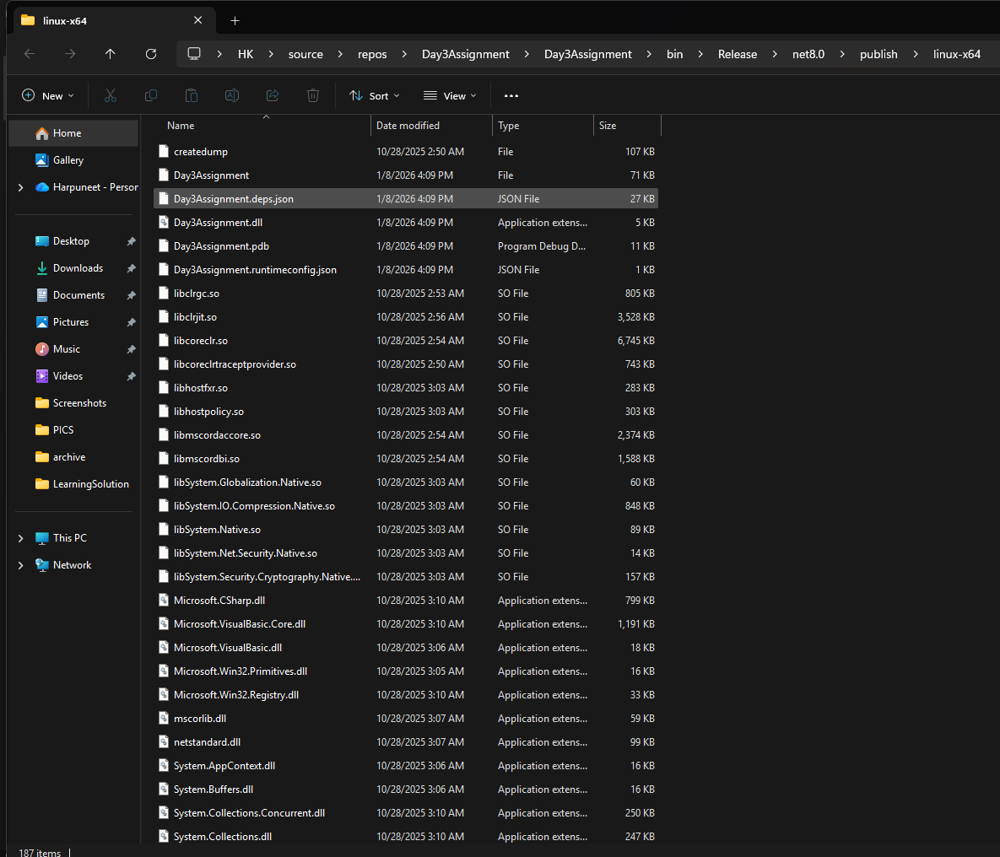 linux-x64
HK source repos Day3Assignment Day3Assignment bin Release net8.0 publish linux-x64
New Sort View
Home
Gallery
Harpuneet - Person
Desktop
Downloads
Documents
Pictures
Music
Videos
Screenshots
PICS
archive
LearningSolution
This PC
Network
Name Date modified Type Size
createdump 10/28/2025 2:50 AM File 107 KB
Day3Assignment 1/8/2026 4:09 PM File 71 KB
Day3Assignment.deps.json 1/8/2026 4:09 PM JSON File 27 KB
Day3Assignment.dll 1/8/2026 4:09 PM Application extens... 5 KB
Day3Assignment.pdb 1/8/2026 4:09 PM Program Debug D... 11 KB
Day3Assignment.runtimeconfig.json 1/8/2026 4:09 PM JSON File 1 KB
libclrgc.so 10/28/2025 2:53 AM SO File 805 KB
libclrjit.so 10/28/2025 2:56 AM SO File 3,528 KB
libcoreclr.so 10/28/2025 2:54 AM SO File 6,745 KB
libcoreclrtraceptprovider.so 10/28/2025 2:50 AM SO File 743 KB
libhostfxr.so 10/28/2025 3:03 AM SO File 283 KB
libhostpolicy.so 10/28/2025 3:03 AM SO File 303 KB
libmscordaccore.so 10/28/2025 2:54 AM SO File 2,374 KB
libmscordbi.so 10/28/2025 2:54 AM SO File 1,588 KB
libSystem.Globalization.Native.so 10/28/2025 3:03 AM SO File 60 KB
libSystem.IO.Compression.Native.so 10/28/2025 3:03 AM SO File 848 KB
libSystem.Native.so 10/28/2025 3:03 AM SO File 89 KB
libSystem.Net.Security.Native.so 10/28/2025 3:03 AM SO File 14 KB
libSystem.Security.Cryptography.Native.... 10/28/2025 3:03 AM SO File 157 KB
Microsoft.CSharp.dll 10/28/2025 3:10 AM Application extens... 799 KB
Microsoft.VisualBasic.Core.dll 10/28/2025 3:10 AM Application extens... 1,191 KB
Microsoft.VisualBasic.dll 10/28/2025 3:06 AM Application extens... 18 KB
Microsoft.Win32.Primitives.dll 10/28/2025 3:05 AM Application extens... 16 KB
Microsoft.Win32.Registry.dll 10/28/2025 3:10 AM Application extens... 33 KB
mscorlib.dll 10/28/2025 3:07 AM Application extens... 59 KB
netstandard.dll 10/28/2025 3:07 AM Application extens... 99 KB
System.AppContext.dll 10/28/2025 3:06 AM Application extens... 16 KB
System.Buffers.dll 10/28/2025 3:06 AM Application extens... 16 KB
System.Collections.Concurrent.dll 10/28/2025 3:10 AM Application extens... 250 KB
System.Collections.dll 10/28/2025 3:10 AM Application extens... 247 KB
187 items